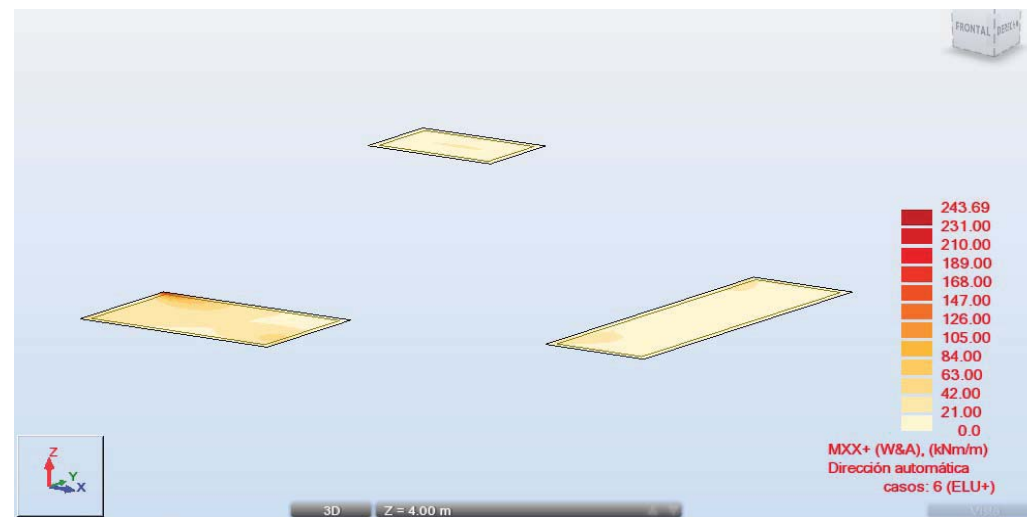 FRONTAL
243.69
231.00
210.00
189.00
168.00
147.00
126.00
105.00
84.00
63.00
42.00
21.00
0.0
MXX+ (W&A), (kNm/m)
Dirección automática
casos: 6 (ELU+)
Z
Y
X
3D
Z = 4.00 m